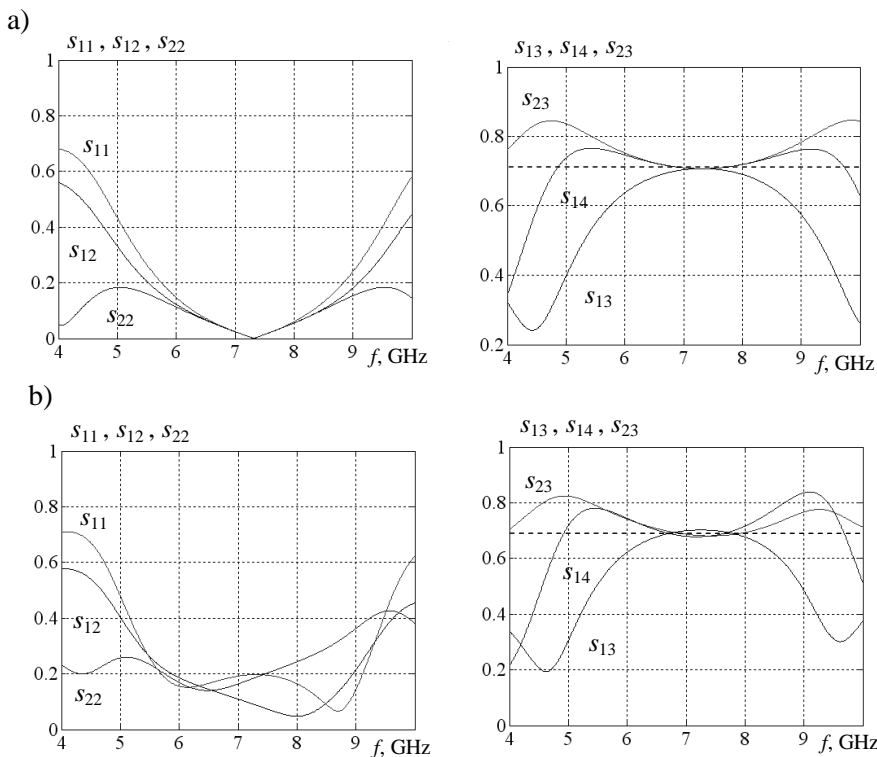 a)
s11 , s12 , s22
1
0.8
0.6
0.4
0.2
0
s11
s12
s22
4 5 6 7 8 9 f, GHz
s13 , s14 , s23
1
0.8
0.6
0.4
0.2
s23
s14
s13
4 5 6 7 8 9 f, GHz
b)
s11 , s12 , s22
1
0.8
0.6
0.4
0.2
0
s11
s12
s22
4 5 6 7 8 9 f, GHz
s13 , s14 , s23
1
0.8
0.6
0.4
0.2
0
s23
s14
s13
4 5 6 7 8 9 f, GHz